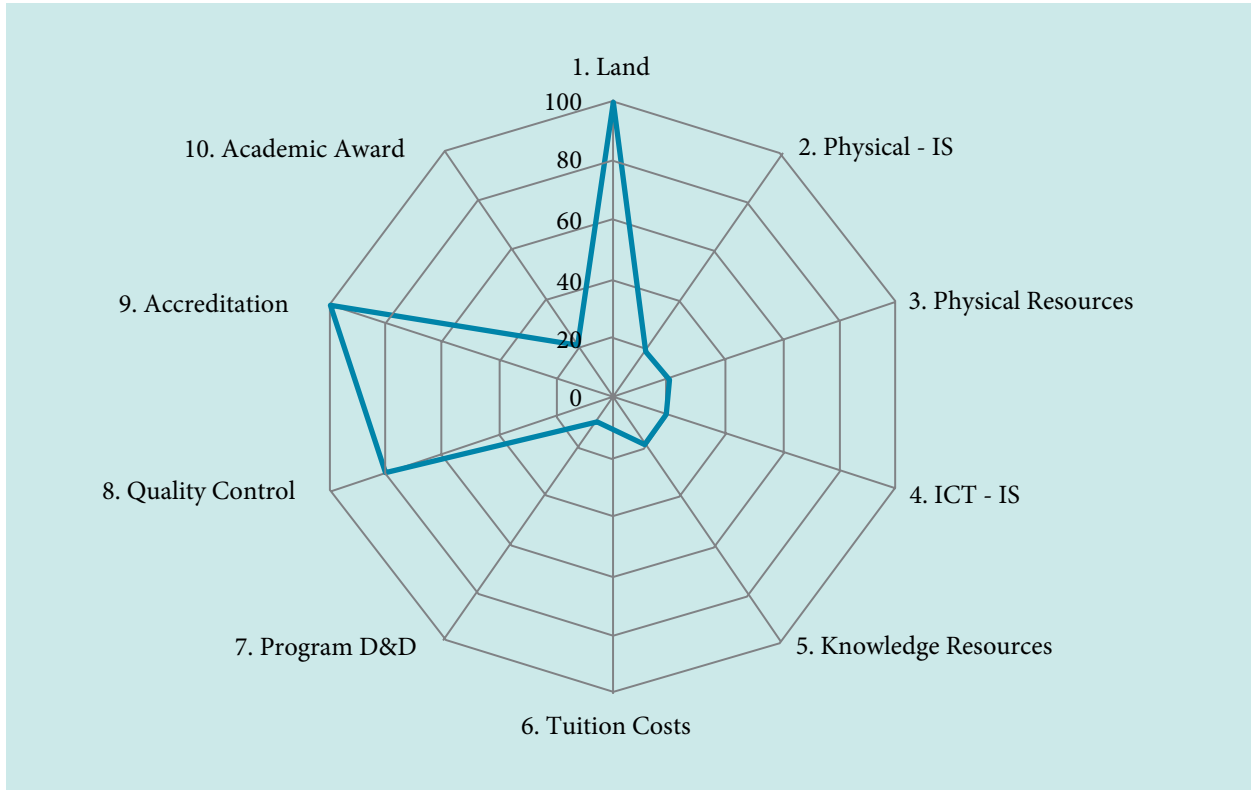 1. Land
100
10. Academic Award
2. Physical - IS
80
60
9. Accreditation
3. Physical Resources
40
20
0
8. Quality Control
4. ICT - IS
7. Program D&D
5. Knowledge Resources
6. Tuition Costs